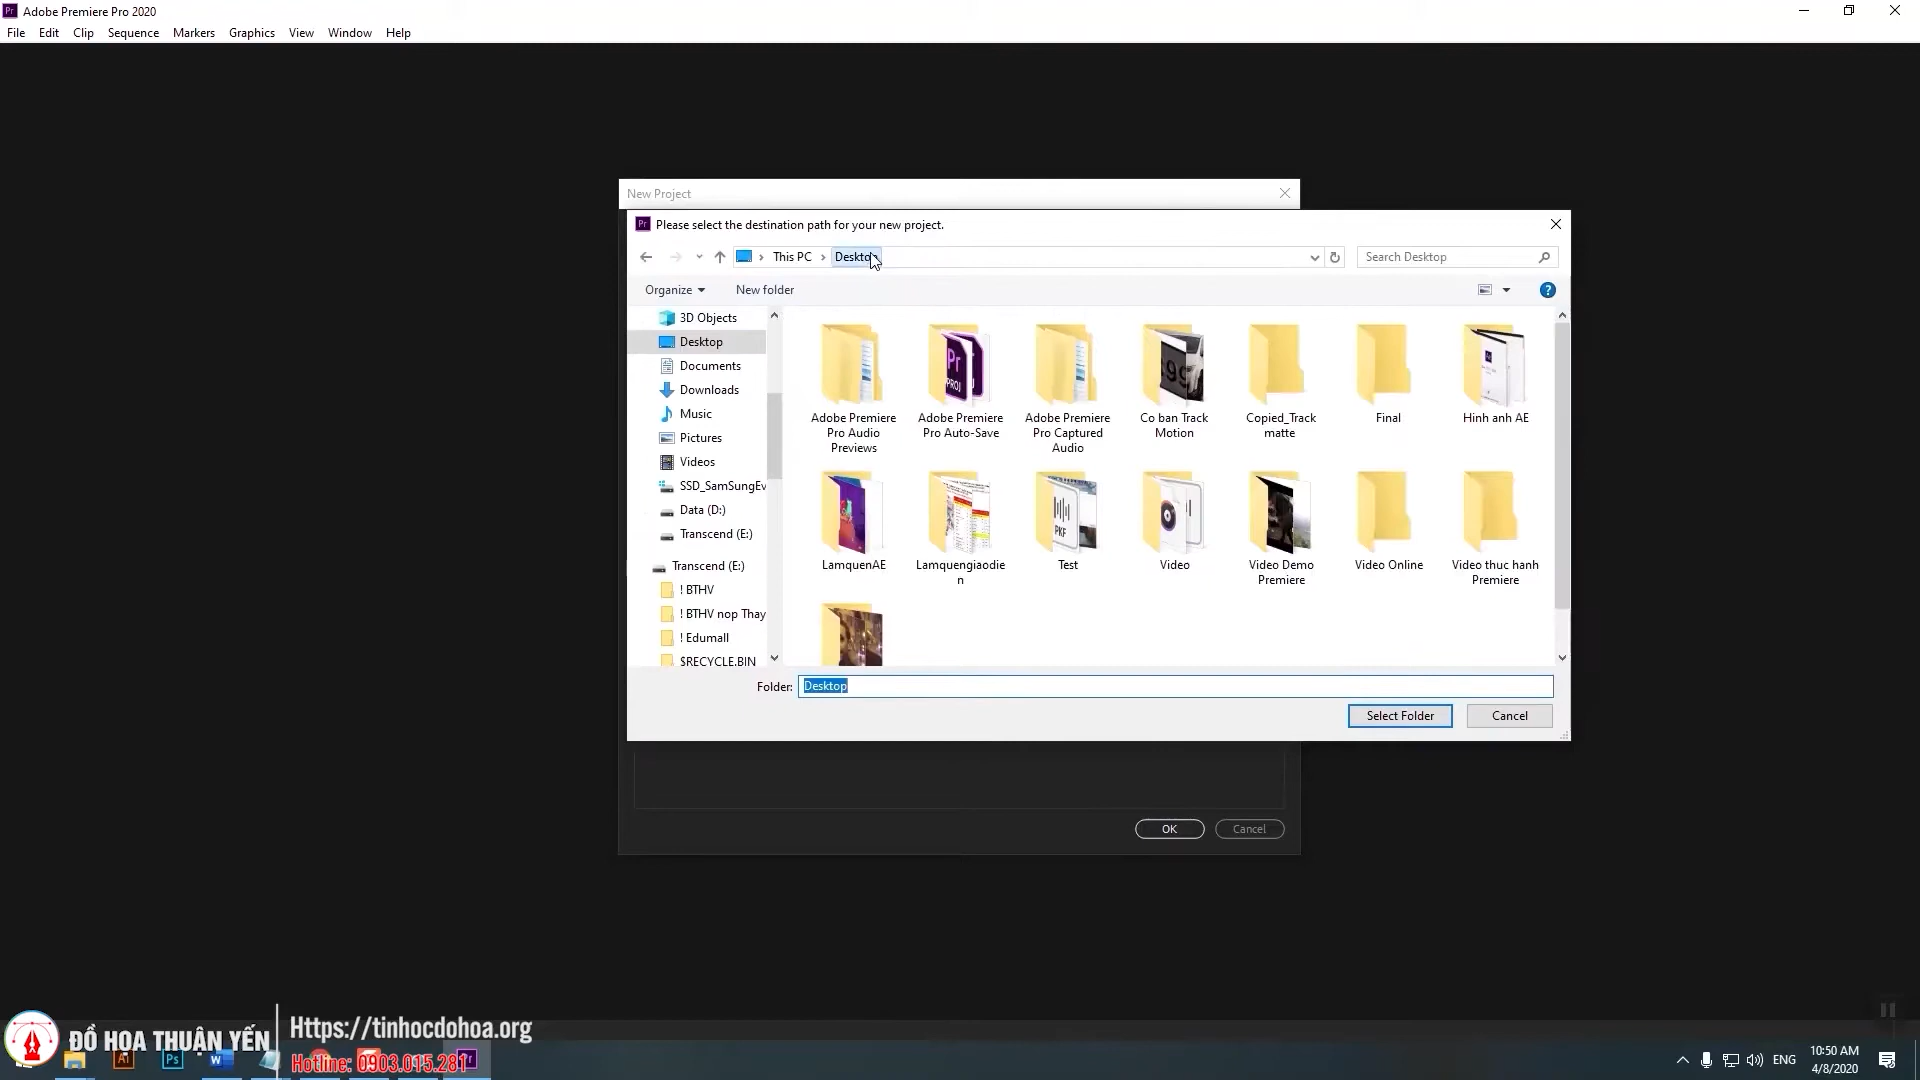 Adobe Premiere Pro 2020
File Edit Clip Sequence Markers Graphics View Window Help
New Project
Please select the destination path for your new project.
This PC > Desktop
Search Desktop
Organize
New folder
3D Objects
Desktop
Documents
Downloads
Music
Pictures
Videos
SSD_SamSungEv
Data (D:)
Transcend (E:)
Transcend (E:)
! BTHV
! BTHV nop Thay
! Edumall
$RECYCLE.BIN
Adobe Premiere
Pro Audio
Previews
Adobe Premiere
Pro Auto-Save
Adobe Premiere
Pro Captured
Audio
Co ban Track
Motion
Copied_Track
matte
Final
Hinh anh AE
LamquenAE
Lamquengiaodie
n
Test
Video
Video Demo
Premiere
Video Online
Video thuc hanh
Premiere
Folder: Desktop
Select Folder
Cancel
OK
Cancel
ĐỒ HỌA THUẬN YẾN
Https://tinhocdohoa.org
Hotline: 0903.015.281
ENG
10:50 AM
4/8/2020